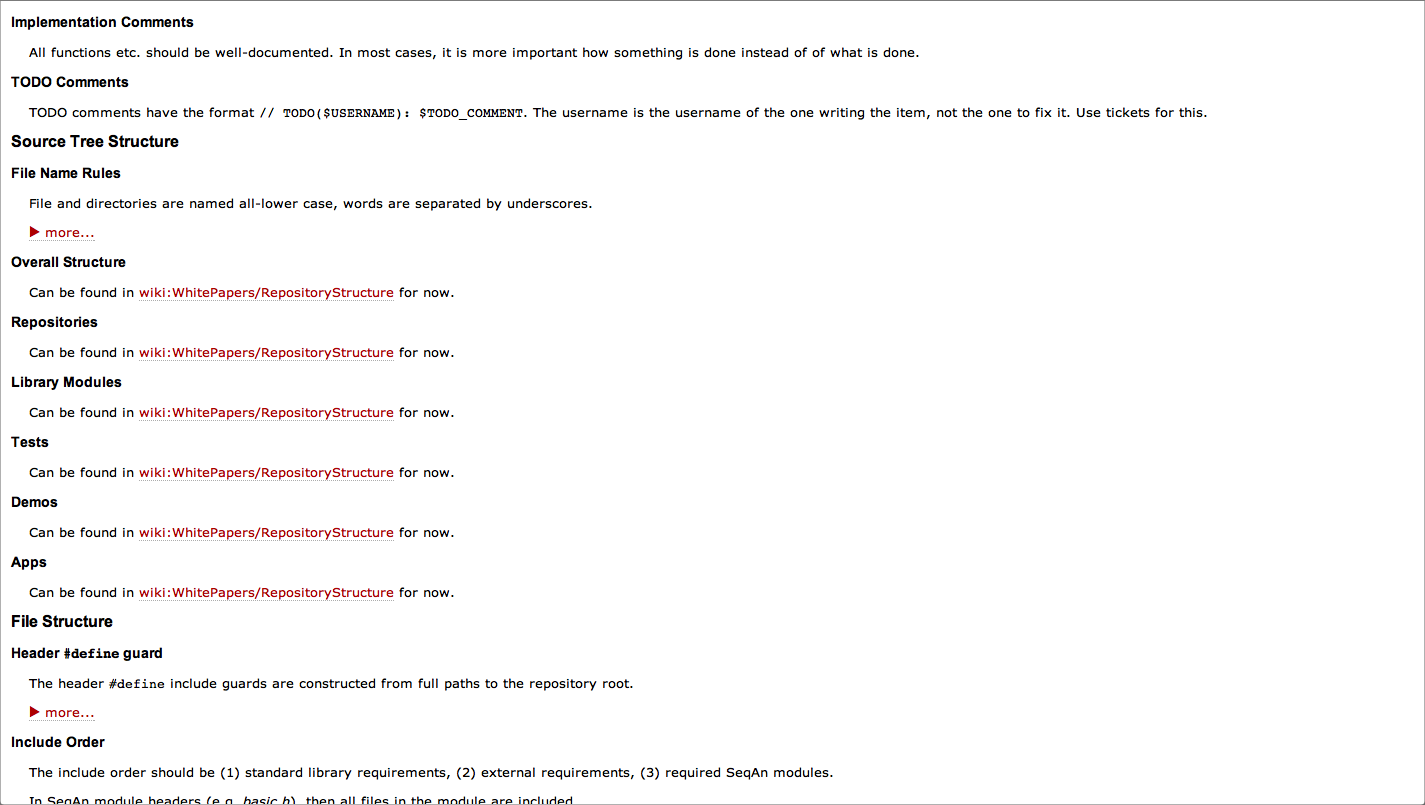 Implementation Comments
All functions etc. should be well-documented. In most cases, it is more important how something is done instead of of what is done.
TODO Comments
TODO comments have the format // TODO($USERNAME): $TODO_COMMENT. The username is the username of the one writing the item, not the one to fix it. Use tickets for this.
Source Tree Structure
File Name Rules
File and directories are named all-lower case, words are separated by underscores.
▶ more...
Overall Structure
Can be found in wiki:WhitePapers/RepositoryStructure for now.
Repositories
Can be found in wiki:WhitePapers/RepositoryStructure for now.
Library Modules
Can be found in wiki:WhitePapers/RepositoryStructure for now.
Tests
Can be found in wiki:WhitePapers/RepositoryStructure for now.
Demos
Can be found in wiki:WhitePapers/RepositoryStructure for now.
Apps
Can be found in wiki:WhitePapers/RepositoryStructure for now.
File Structure
Header #define guard
The header #define include guards are constructed from full paths to the repository root.
▶ more...
Include Order
The include order should be (1) standard library requirements, (2) external requirements, (3) required SeqAn modules.
In SeqAn module headers (e.g. basic.h), then all files in the module are included.